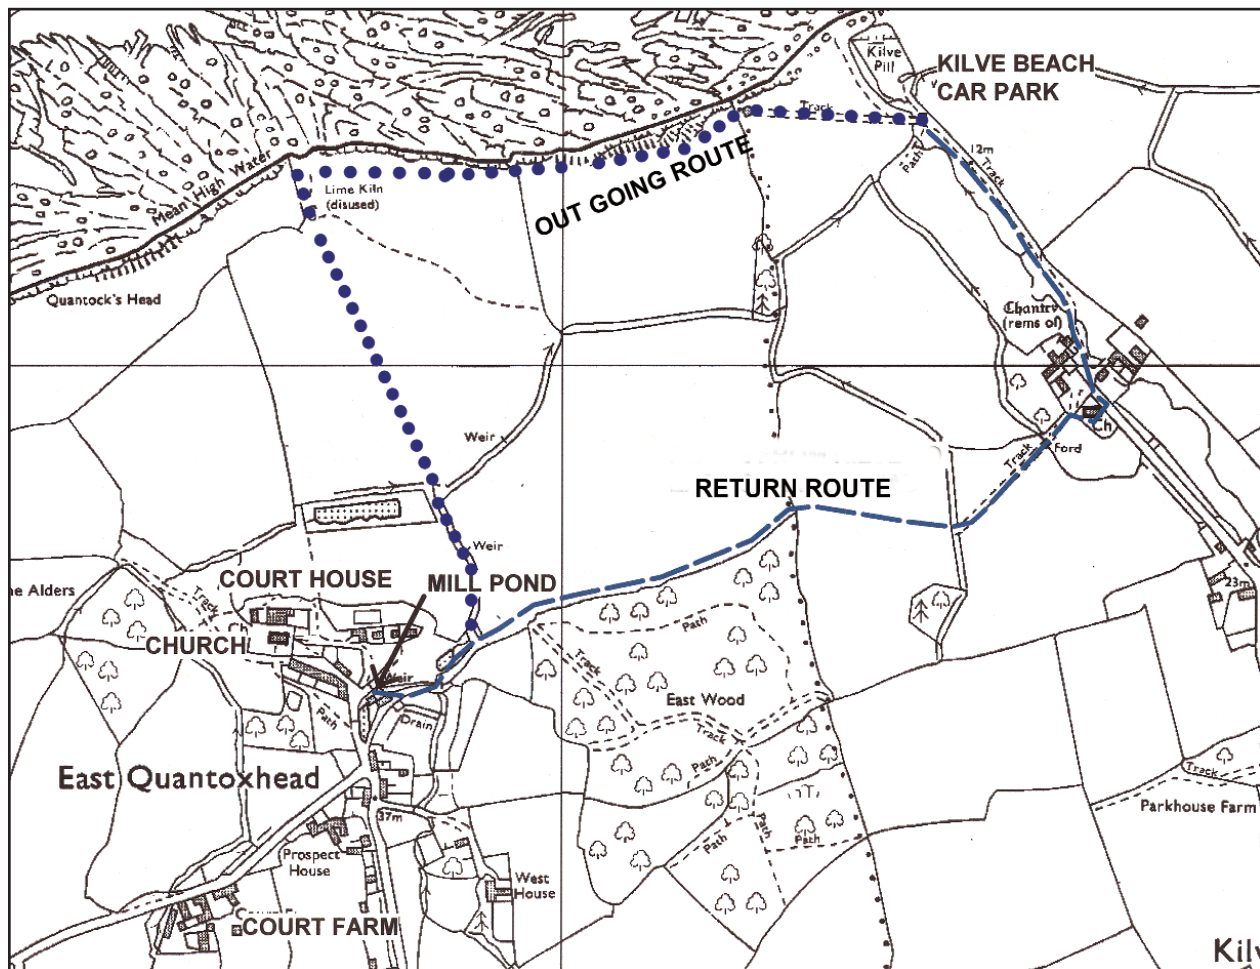 Kilve
Pill
KILVE BEACH
CAR PARK
Track
Mean High Water
OUT GOING ROUTE
Path
12m
Track
Lime Kiln
(disused)
Quantock's Head
Chantry
(rems of)
Ch
Weir
Track
Ford
RETURN ROUTE
Weir
COURT HOUSE
MILL POND
he Alders
Track
Ch
CHURCH
23m
Path
Track
Weir
Path
Drain
East Wood
Track
Path
East Quantoxhead
Track
Parkhouse Farm
37m
Path
Path
Path
Prospect
House
West
House
COURT FARM
Kilv